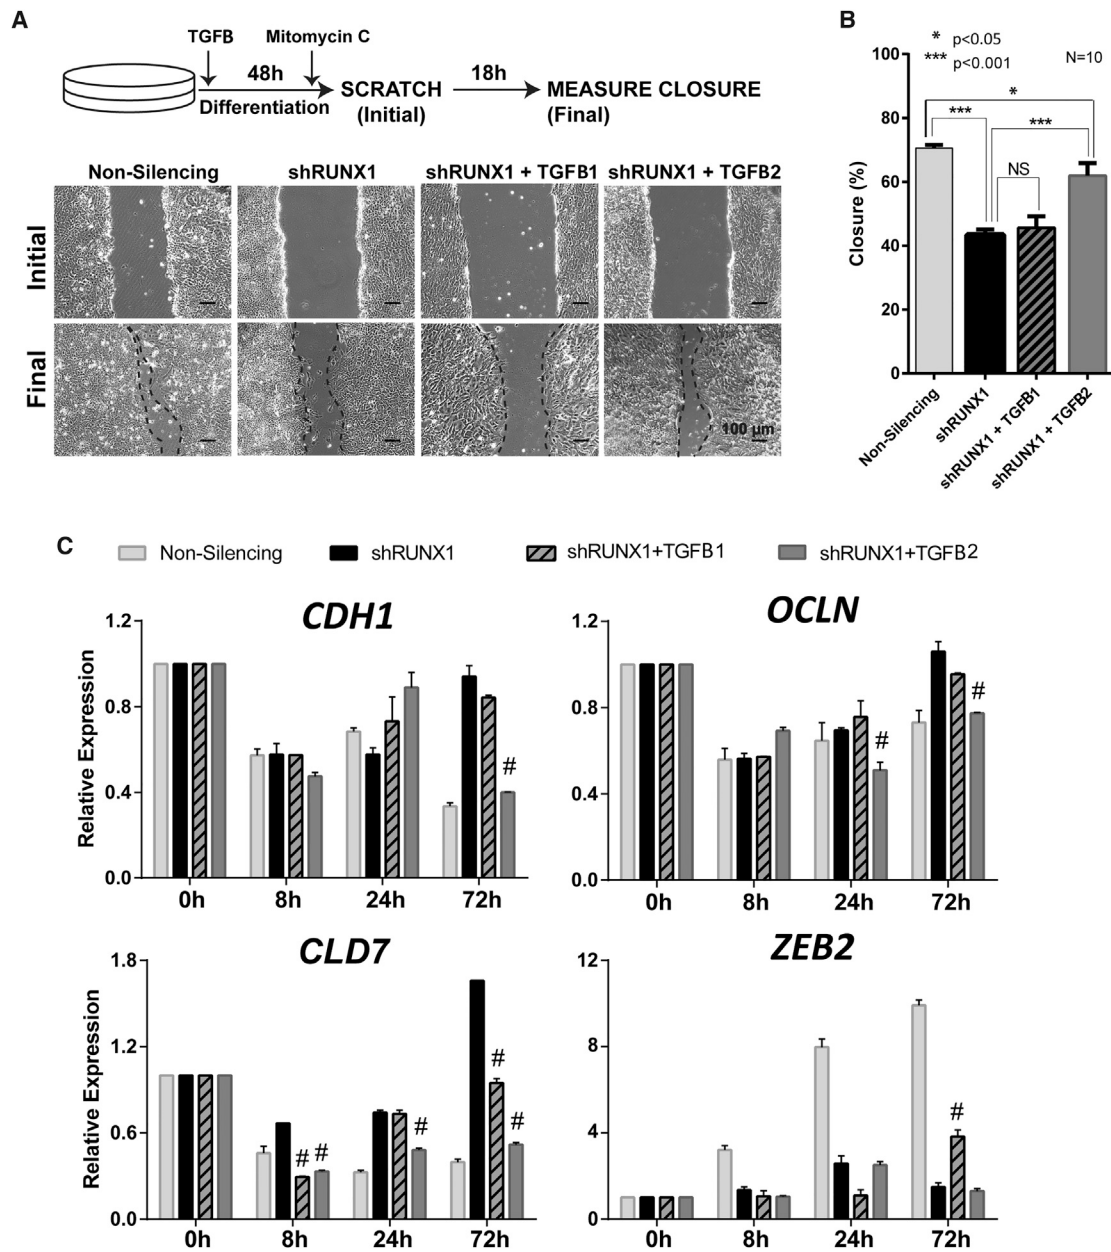 A
TGFB
Mitomycin C
48h
Differentiation
SCRATCH
(Initial)
18h
MEASURE CLOSURE
(Final)
Non-Silencing
shRUNX1
shRUNX1 + TGFB1
shRUNX1 + TGFB2
Initial
Final
100 μm
B
* p<0.05
*** p<0.001
N=10
Closure (%)
100
80
60
40
20
0
*
***
***
NS
Non-Silencing
shRUNX1
shRUNX1 + TGFB1
shRUNX1 + TGFB2
C
Non-Silencing
shRUNX1
shRUNX1+TGFB1
shRUNX1+TGFB2
CDH1
Relative Expression
1.2
0.8
0.4
0.0
#
0h 8h 24h 72h
OCLN
1.2
0.8
0.4
0.0
# #
0h 8h 24h 72h
CLD7
Relative Expression
1.8
1.2
0.6
0.0
# # # # #
0h 8h 24h 72h
ZEB2
12
8
4
0
#
0h 8h 24h 72h